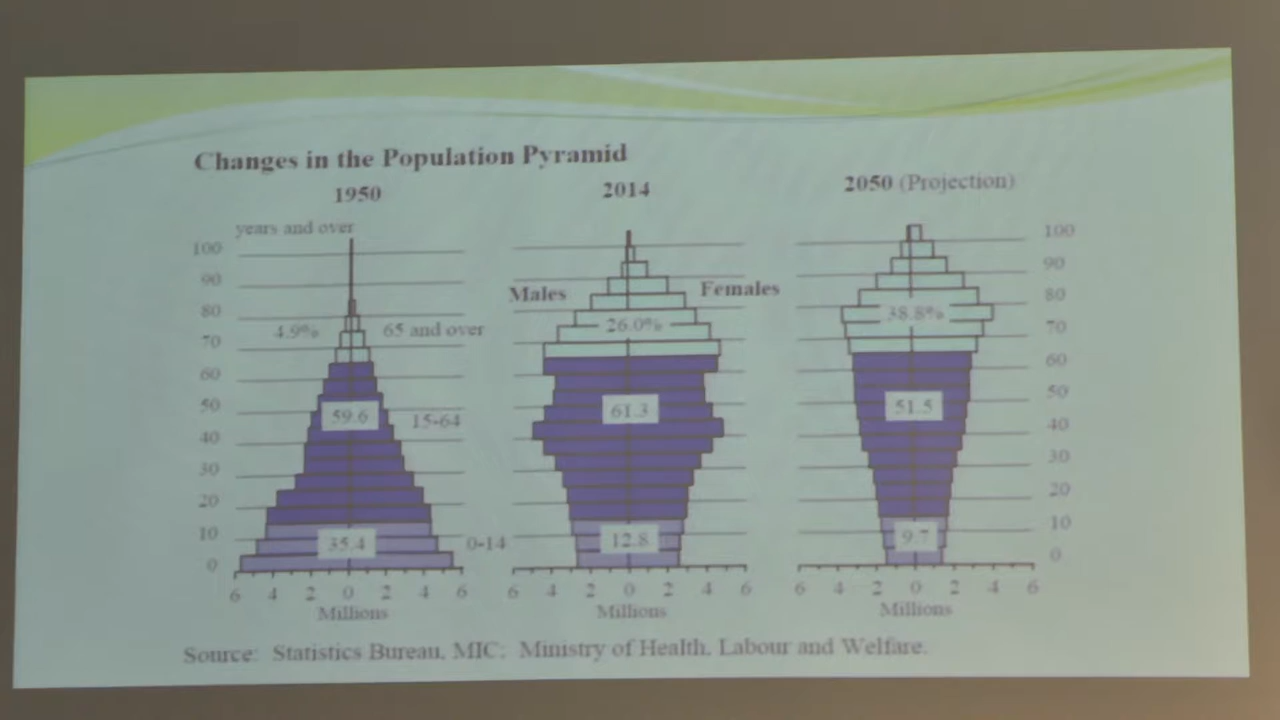 Changes in the Population Pyramid
1950
2014
2050 (Projection)
years and over
100
90
80
70
60
50
40
30
20
10
0
4.9%
65 and over
59.6
15-64
35.4
0-14
6 4 2 0 2 4 6
Millions
Males
Females
26.0%
61.3
12.8
6 4 2 0 2 4 6
Millions
38.8%
51.5
9.7
6 4 2 0 2 4 6
Millions
100
90
80
70
60
50
40
30
20
10
0
Source: Statistics Bureau, MIC; Ministry of Health, Labour and Welfare.